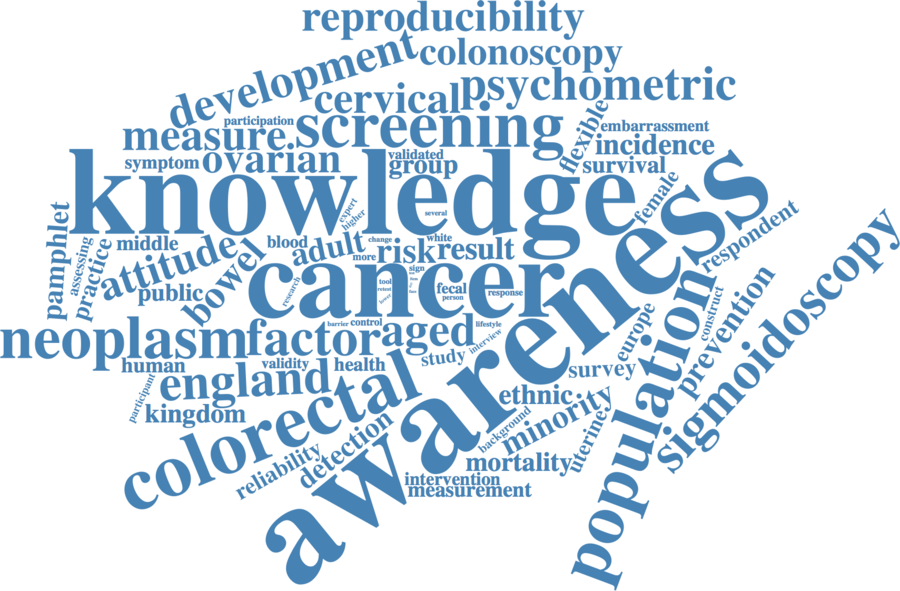 reproducibility
development
colonoscopy
cervical
psychometric
participation
measure
screening
flexible
embarrassment
incidence
symptom
ovarian
validated
group
survival
knowledge
expert
higher
several
female
awareness
pamphlet
assessing
practice
middle
attitude
public
bowel
blood
adult
change
more
risk
white
result
respondent
cancer
research
tool
sign
fecal
person
response
extent
lower
neoplasm
factor
barrier
control
aged
lifestyle
interview
study
human
england
validity
health
survey
europe
construct
prevention
population
sigmoidoscopy
participant
kingdom
colorectal
reliability
detection
ethnic
minority
background
uterine
mortality
intervention
measurement